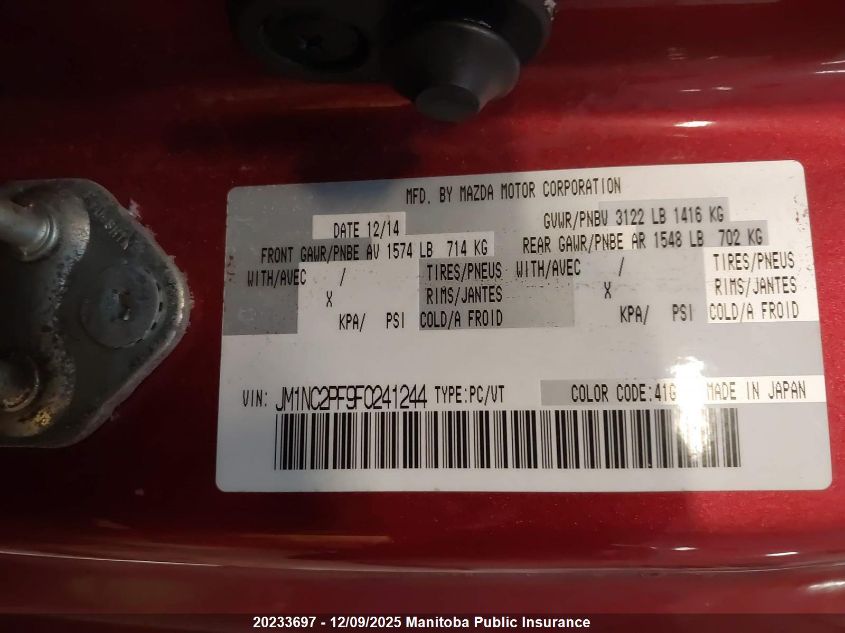 MFD. BY MAZDA MOTOR CORPORATION
DATE 12/14 GVWR/PNBV 3122 LB 1416 KG
FRONT GAWR/PNBE AV 1574 LB 714 KG REAR GAWR/PNBE AR 1548 LB 702 KG
WITH/AVEC / TIRES/PNEUS WITH/AVEC / TIRES/PNEUS
X RIMS/JANTES X RIMS/JANTES
KPA/ PSI COLD/A FROID KPA/ PSI COLD/A FROID
VIN: JM1NC2PF9F0241244 TYPE:PC/VT COLOR CODE:41G MADE IN JAPAN
20233697 - 12/09/2025 Manitoba Public Insurance